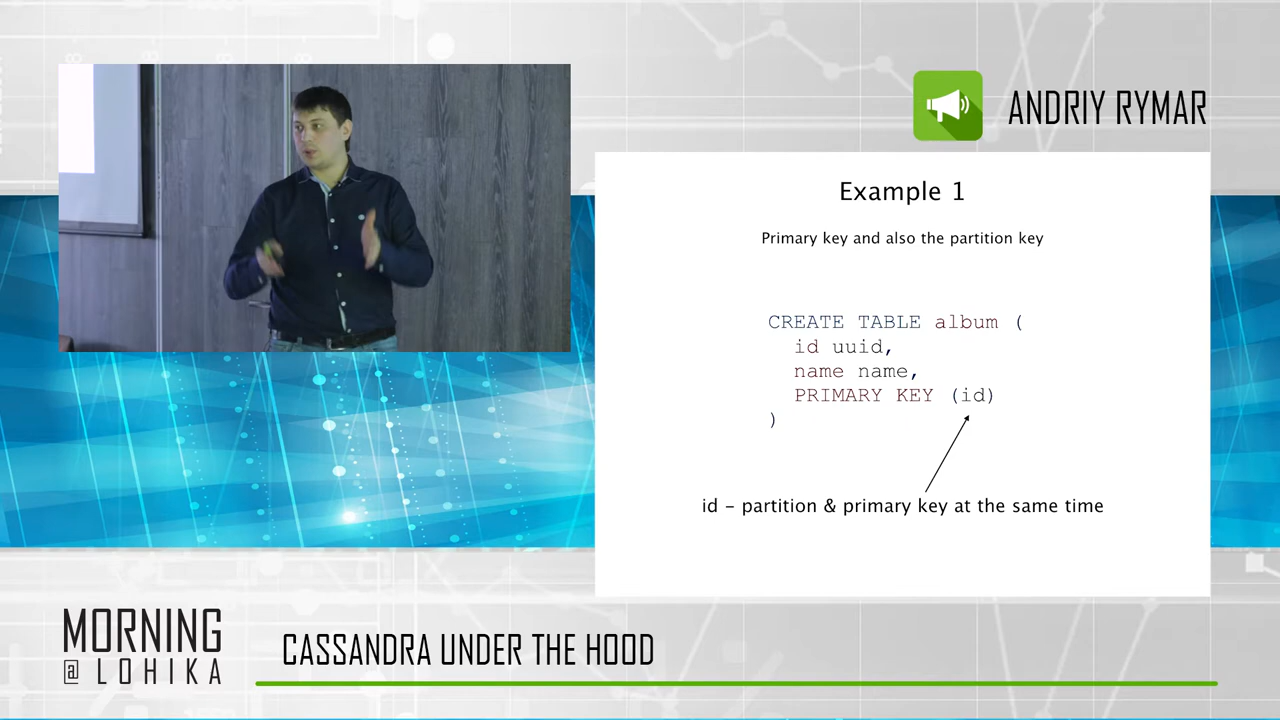 ANDRIY RYMAR
Example 1
Primary key and also the partition key
CREATE TABLE album (
id uuid,
name name,
PRIMARY KEY (id)
)
id – partition & primary key at the same time
MORNING
@ LOHIKA
CASSANDRA UNDER THE HOOD